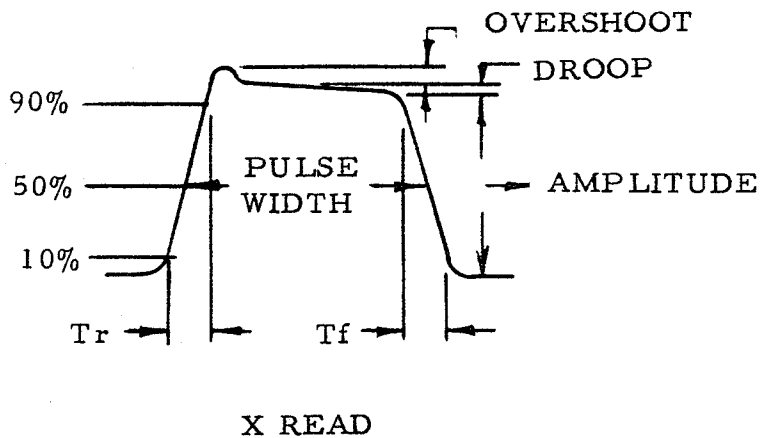 OVERSHOOT
DROOP
90%
PULSE
WIDTH
50%
AMPLITUDE
10%
Tr
Tf
X READ